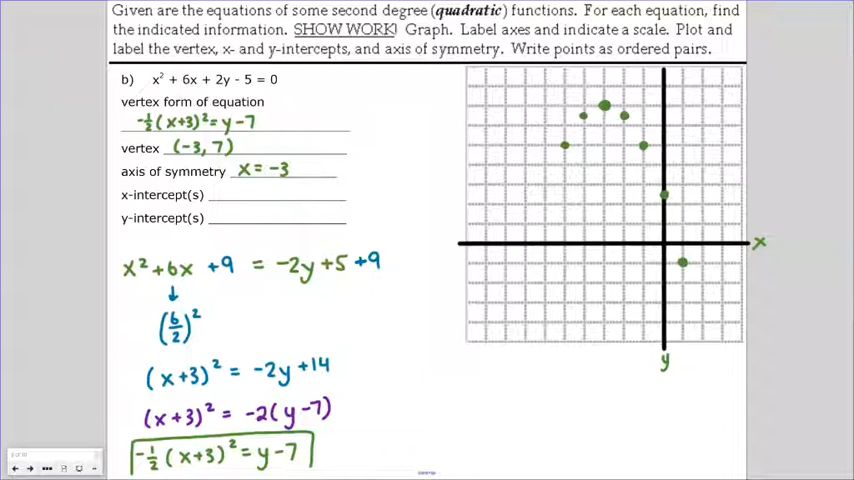 Given are the equations of some second degree (quadratic) functions. For each equation, find
the indicated information. SHOW WORK! Graph. Label axes and indicate a scale. Plot and
label the vertex, x- and y-intercepts, and axis of symmetry. Write points as ordered pairs.
b) x² + 6x + 2y - 5 = 0
vertex form of equation
-½(x+3)² = y-7
vertex (-3, 7)
axis of symmetry x = -3
x-intercept(s)
y-intercept(s)
x² + 6x + 9 = -2y + 5 + 9
(6/2)²
(x+3)² = -2y + 14
(x+3)² = -2(y-7)
-½(x+3)² = y-7
x
y